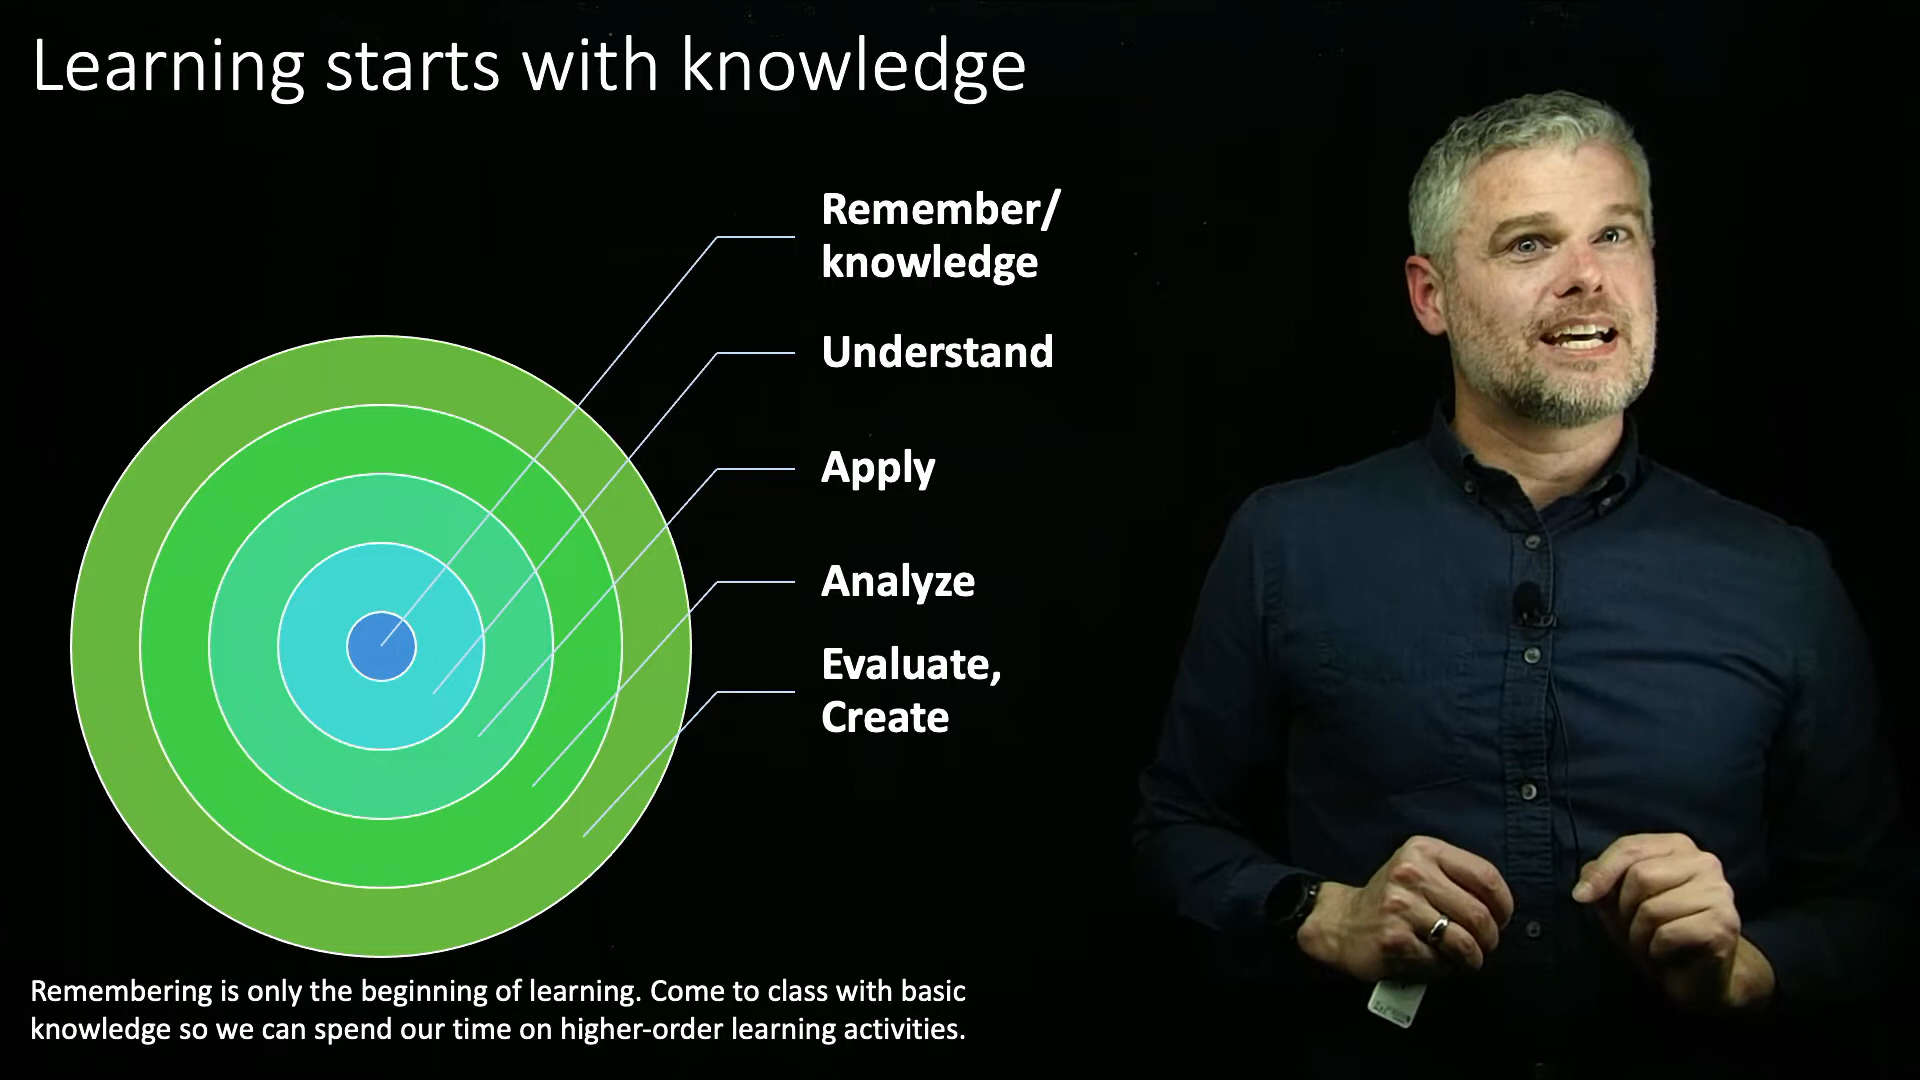 Learning starts with knowledge
Remember/
knowledge
Understand
Apply
Analyze
Evaluate,
Create
Remembering is only the beginning of learning. Come to class with basic
knowledge so we can spend our time on higher-order learning activities.